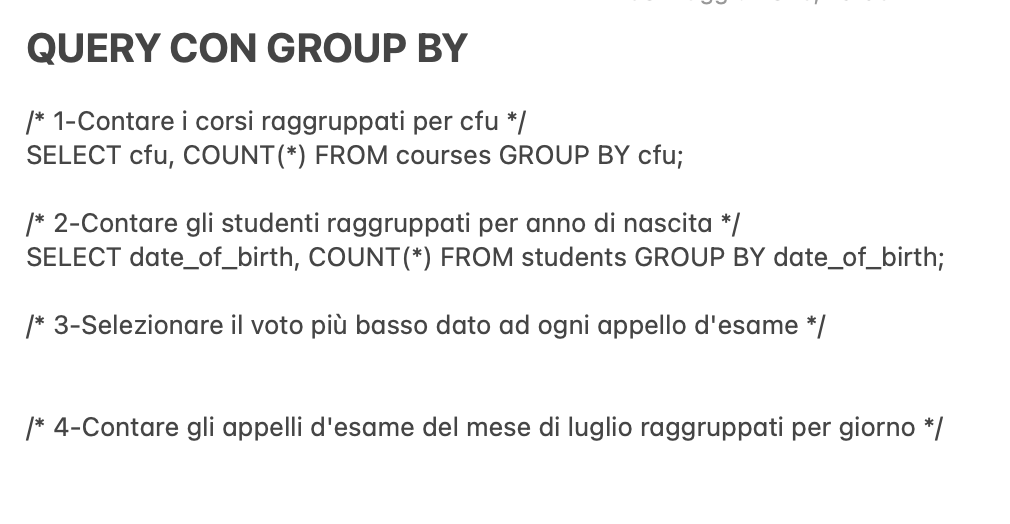 QUERY CON GROUP BY
/* 1-Contare i corsi raggruppati per cfu */
SELECT cfu, COUNT(*) FROM courses GROUP BY cfu;
/* 2-Contare gli studenti raggruppati per anno di nascita */
SELECT date_of_birth, COUNT(*) FROM students GROUP BY date_of_birth;
/* 3-Selezionare il voto più basso dato ad ogni appello d'esame */
/* 4-Contare gli appelli d'esame del mese di luglio raggruppati per giorno */